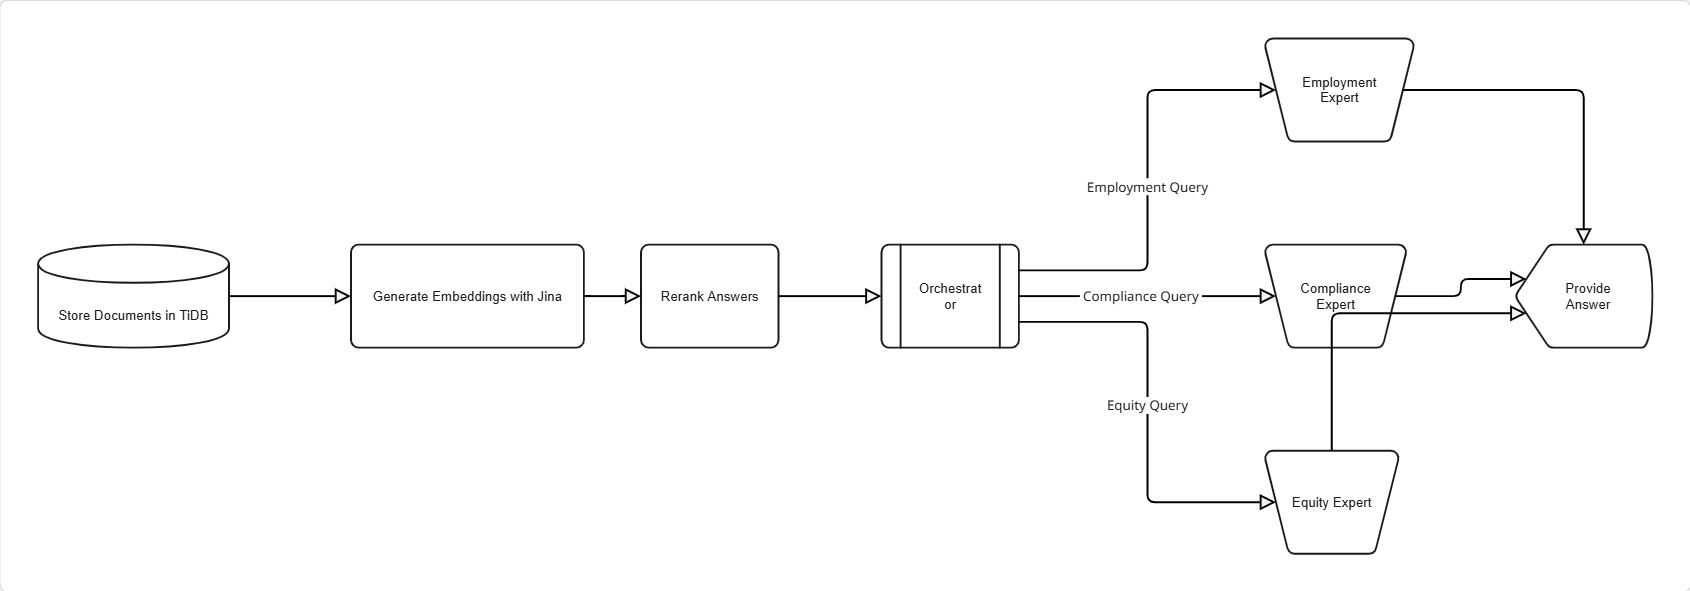 Employment
Expert
Employment Query
Store Documents in TiDB
Generate Embeddings with Jina
Rerank Answers
Orchestrat
or
Compliance Query
Compliance
Expert
Provide
Answer
Equity Query
Equity Expert